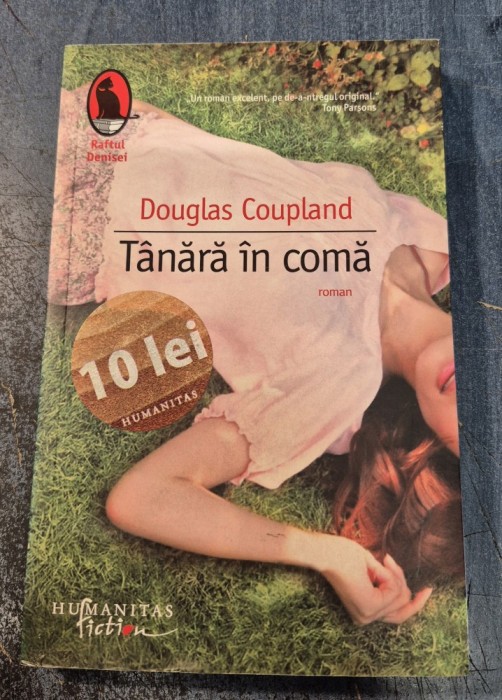 „Un roman excelent, pe de-a-ntregul original.”
Tony Parsons
Raftul
Denisei
Douglas Coupland
Tânără în comă
roman
10 lei
HUMANITAS
HUMANITAS
fiction